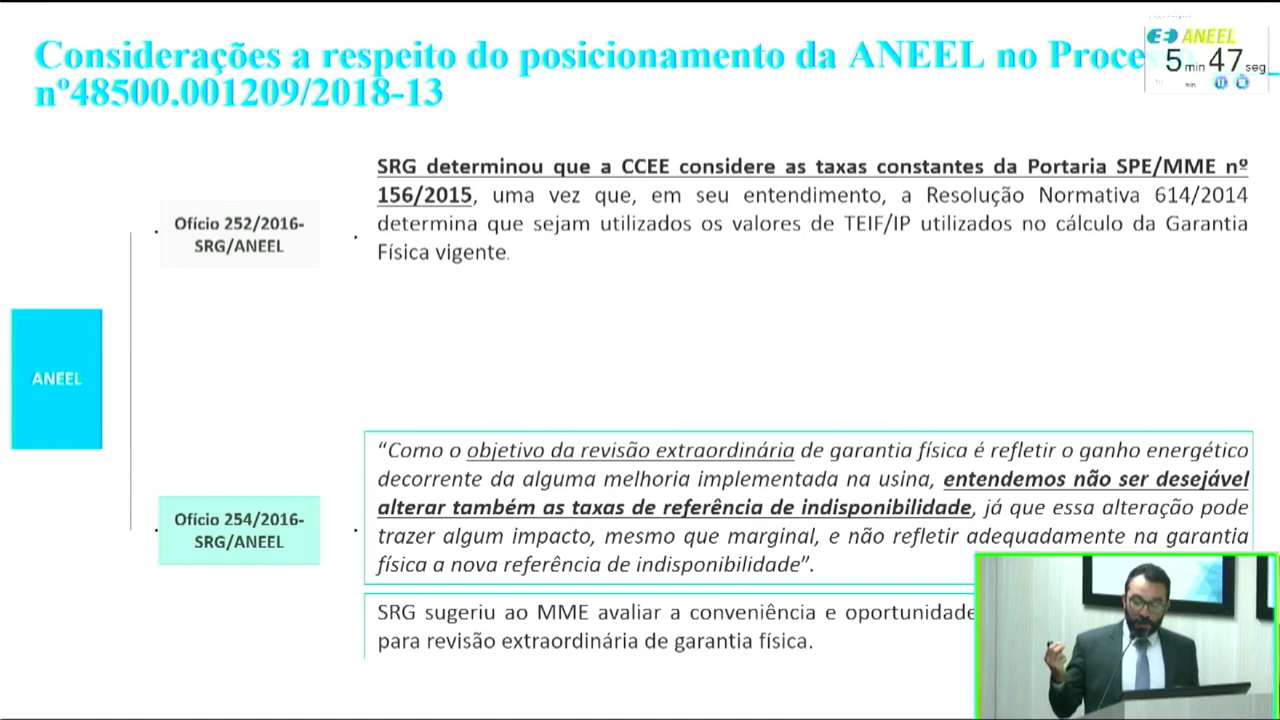 Considerações a respeito do posicionamento da ANEEL no Proce
nº48500.001209/2018-13
ANEEL
5 min 47 seg
min
SRG determinou que a CCEE considere as taxas constantes da Portaria SPE/MME nº
156/2015, uma vez que, em seu entendimento, a Resolução Normativa 614/2014
determina que sejam utilizados os valores de TEIF/IP utilizados no cálculo da Garantia
Física vigente.
Ofício 252/2016-
SRG/ANEEL
ANEEL
“Como o objetivo da revisão extraordinária de garantia física é refletir o ganho energético
decorrente da alguma melhoria implementada na usina, entendemos não ser desejável
alterar também as taxas de referência de indisponibilidade, já que essa alteração pode
trazer algum impacto, mesmo que marginal, e não refletir adequadamente na garantia
física a nova referência de indisponibilidade”.
Ofício 254/2016-
SRG/ANEEL
SRG sugeriu ao MME avaliar a conveniência e oportunidade
para revisão extraordinária de garantia física.